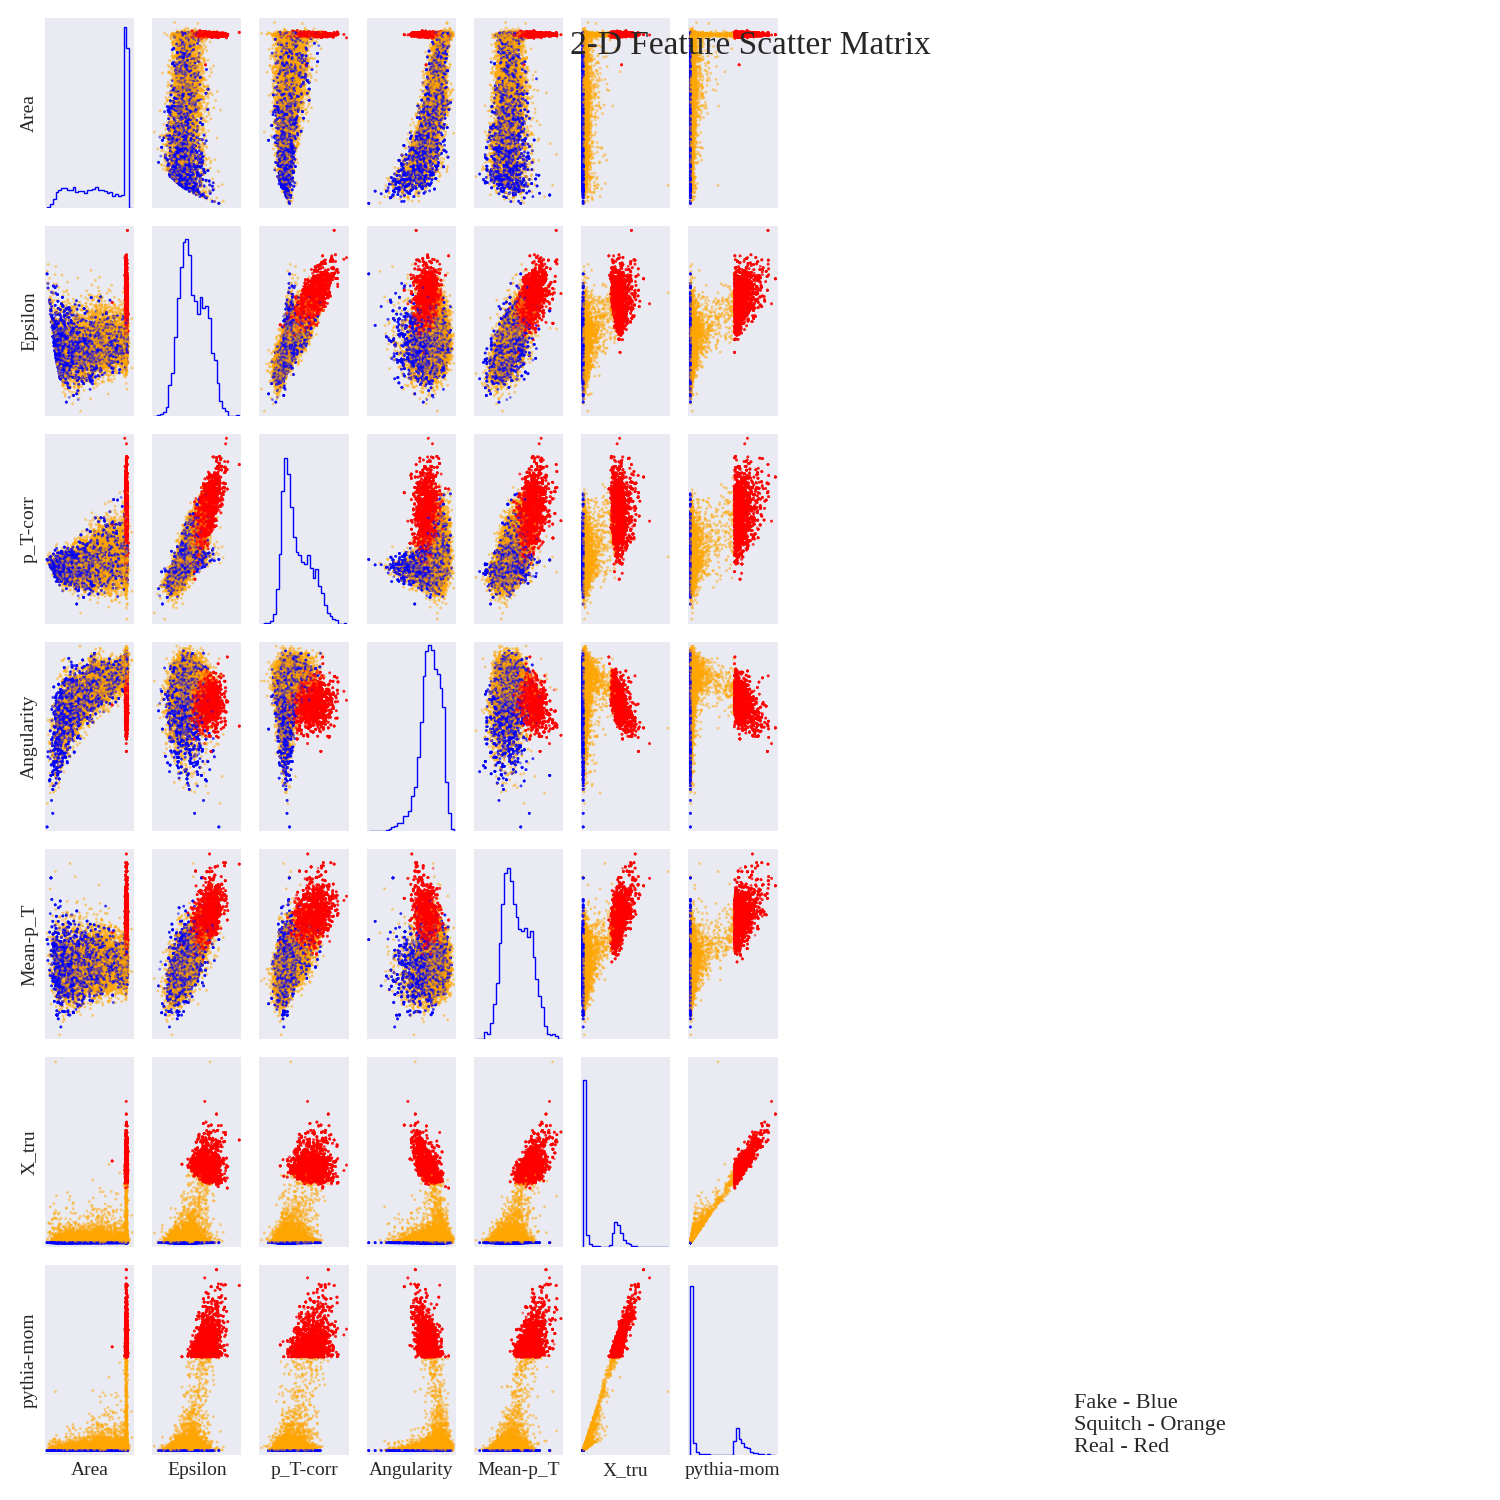 2-D Feature Scatter Matrix
Area
Epsilon
p_T-corr
Angularity
Mean-p_T
X_tru
pythia-mom
Area
Epsilon
p_T-corr
Angularity
Mean-p_T
X_tru
pythia-mom
Fake - Blue
Squitch - Orange
Real - Red